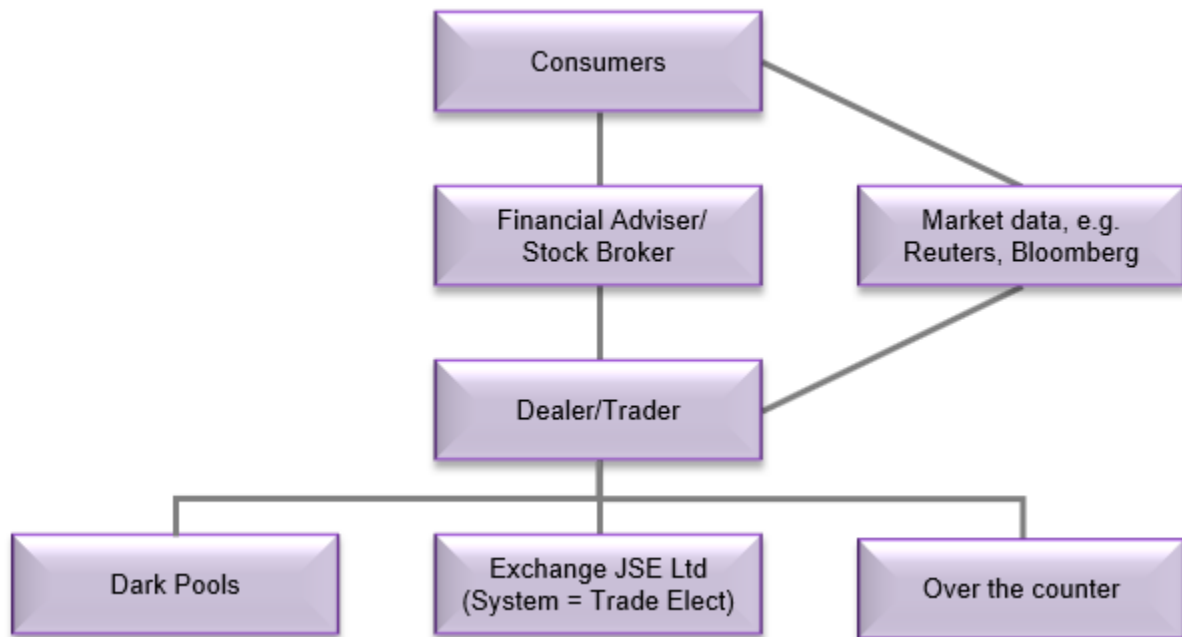 Consumers
Financial Adviser/
Stock Broker
Market data, e.g.
Reuters, Bloomberg
Dealer/Trader
Dark Pools
Exchange JSE Ltd
(System = Trade Elect)
Over the counter